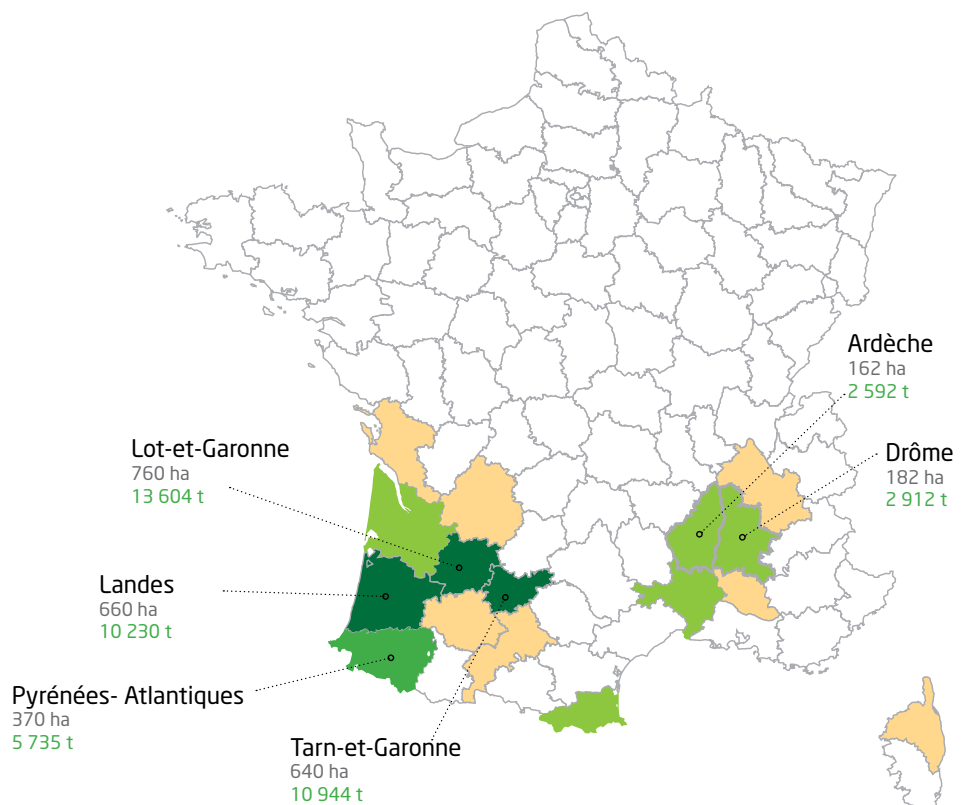 Ardèche
162 ha
2 592 t
Drôme
182 ha
2 912 t
Lot-et-Garonne
760 ha
13 604 t
Landes
660 ha
10 230 t
Pyrénées- Atlantiques
370 ha
5 735 t
Tarn-et-Garonne
640 ha
10 944 t